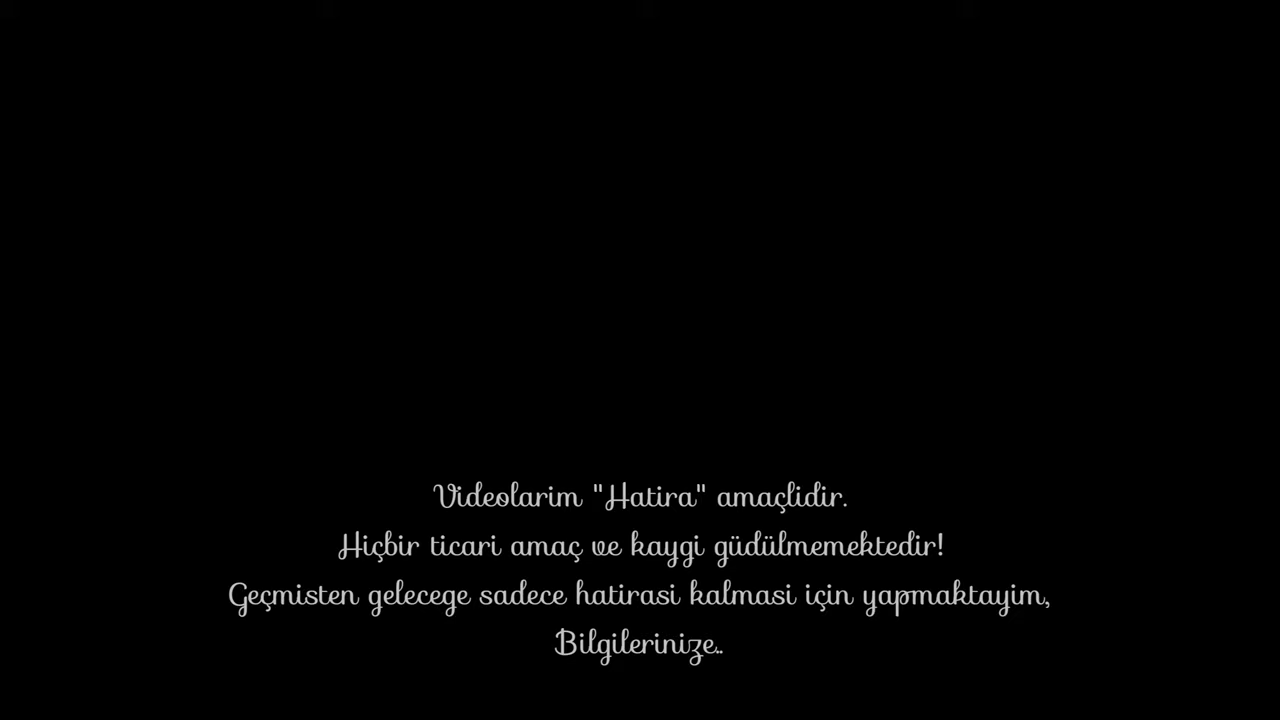 Videolarim "Hatira" amaçlidir.
Hiçbir ticari amaç ve kaygi güdülmemektedir!
Geçmisten gelecege sadece hatirasi kalmasi için yapmaktayim,
Bilgilerinize..